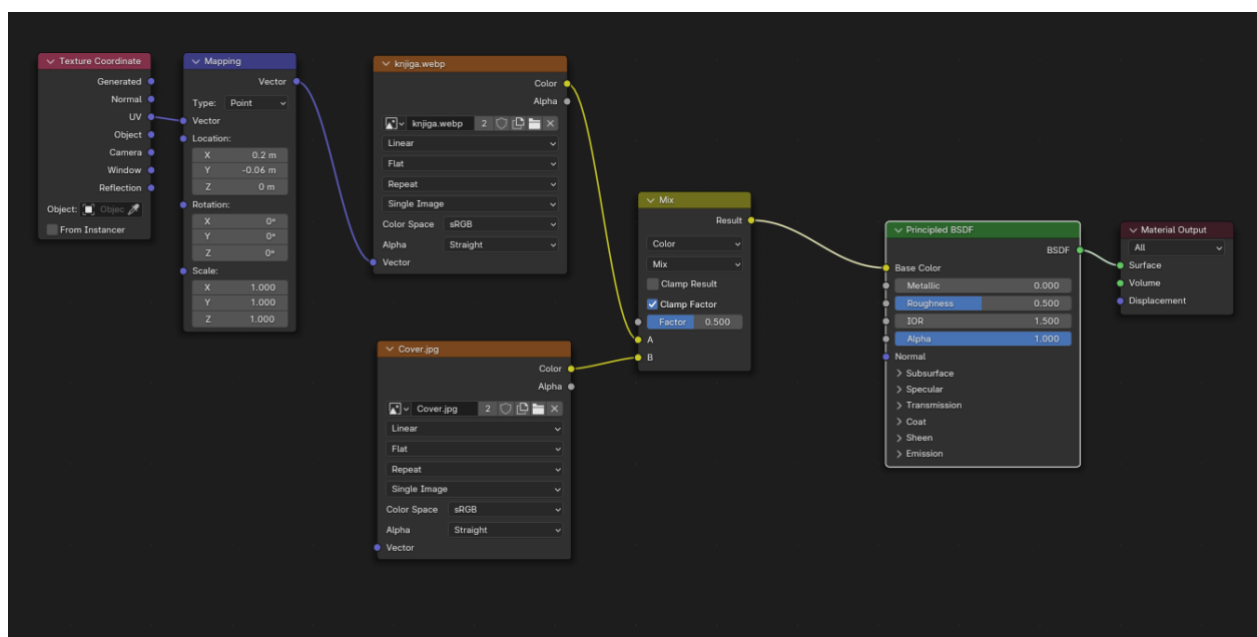 Texture Coordinate
Generated
Normal
UV
Object
Camera
Window
Reflection
Object: Objec
From Instancer
Mapping
Vector
Type: Point
Vector
Location:
X 0.2 m
Y -0.06 m
Z 0 m
Rotation:
X 0°
Y 0°
Z 0°
Scale:
X 1.000
Y 1.000
Z 1.000
knjiga.webp
Color
Alpha
knjiga.webp 2
Linear
Flat
Repeat
Single Image
Color Space sRGB
Alpha Straight
Vector
Cover.jpg
Color
Alpha
Cover.jpg 2
Linear
Flat
Repeat
Single Image
Color Space sRGB
Alpha Straight
Vector
Mix
Result
Color
Mix
Clamp Result
Clamp Factor
Factor 0.500
A
B
Principled BSDF
BSDF
Base Color
Metallic 0.000
Roughness 0.500
IOR 1.500
Alpha 1.000
Normal
Subsurface
Specular
Transmission
Coat
Sheen
Emission
Material Output
All
Surface
Volume
Displacement